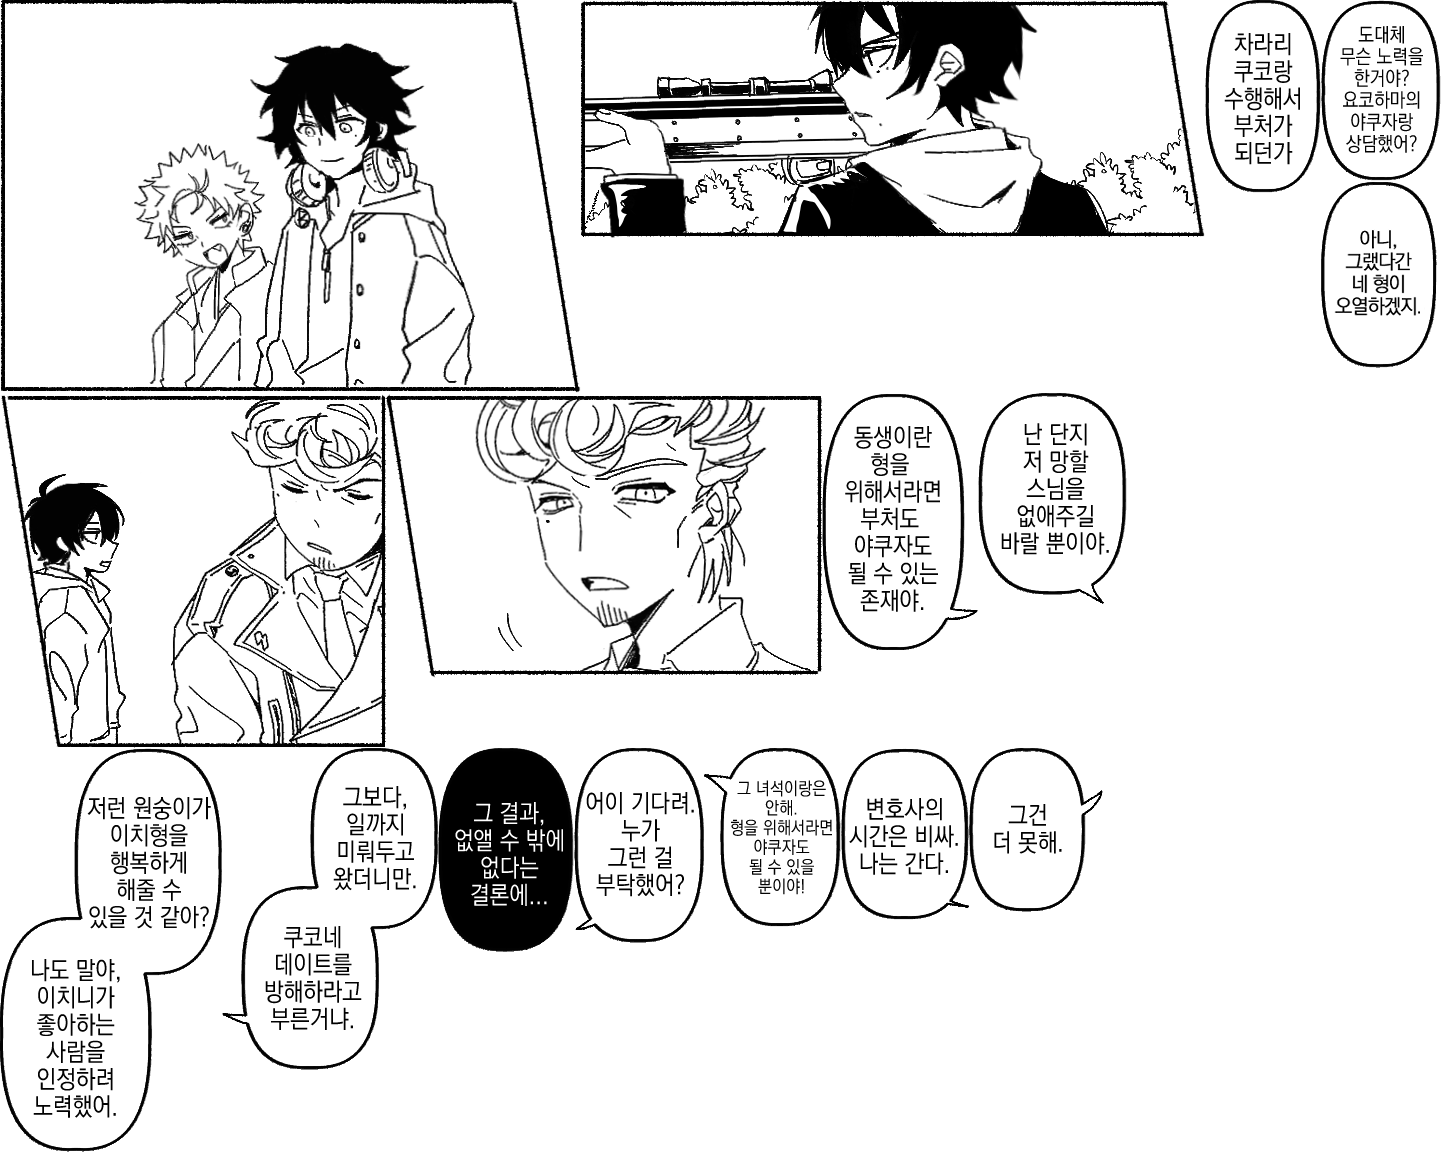 차라리
쿠코랑
수행해서
부처가
되던가
도대체
무슨 노력을
한거야?
요코하마의
야쿠자랑
상담했어?
아니,
그랬다간
네 형이
오열하겠지.
동생이란
형을
위해서라면
부처도
야쿠자도
될 수 있는
존재야.
난 단지
저 망할
스님을
없애주길
바랄 뿐이야.
저런 원숭이가
이치형을
행복하게
해줄 수
있을 것 같아?
나도 말야,
이치니가
좋아하는
사람을
인정하려
노력했어.
그보다,
일까지
미뤄두고
왔더니만.
쿠코네
데이트를
방해하라고
부른거냐.
그 결과,
없앨 수 밖에
없다는
결론에...
어이 기다려.
누가
그런 걸
부탁했어?
그 녀석이랑은
안해.
형을 위해서라면
야쿠자도
될 수 있을
뿐이야!
변호사의
시간은 비싸.
나는 간다.
그건
더 못해.